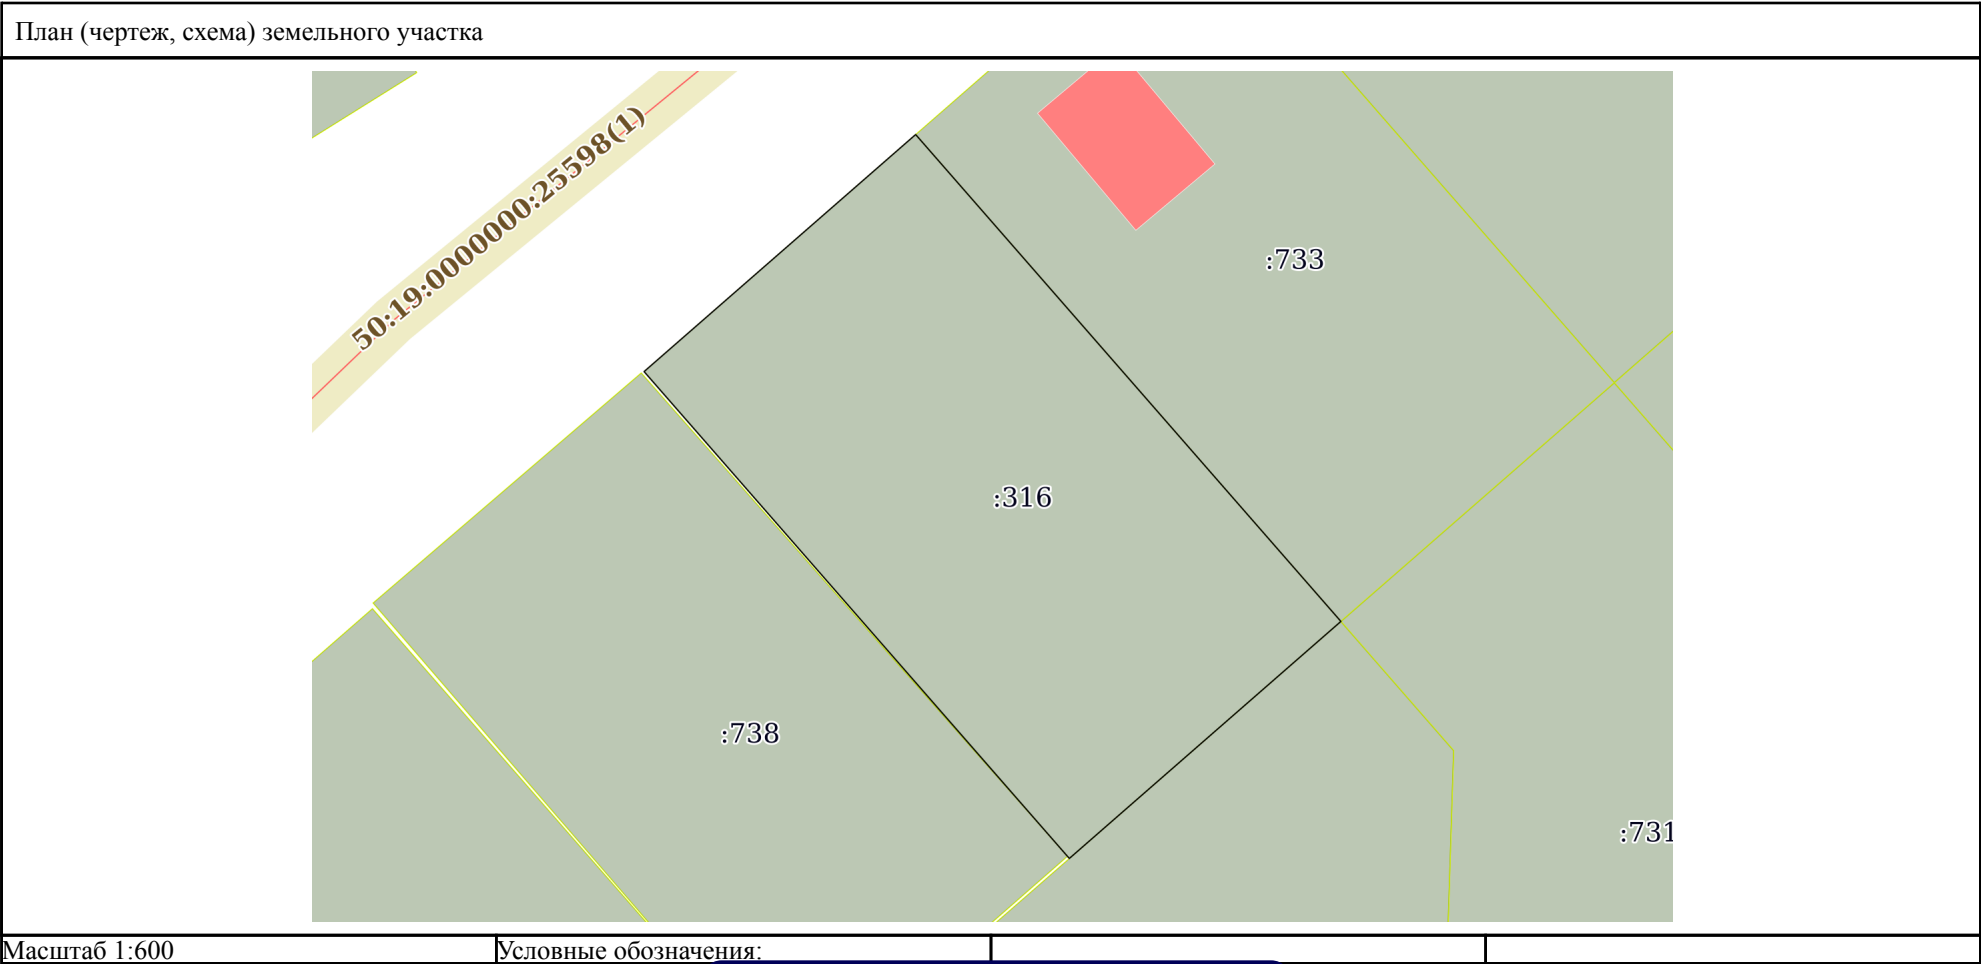 План (чертеж, схема) земельного участка
50:19:0000000:25598(1)
:733
:316
:738
:731
Масштаб 1:600
Условные обозначения: